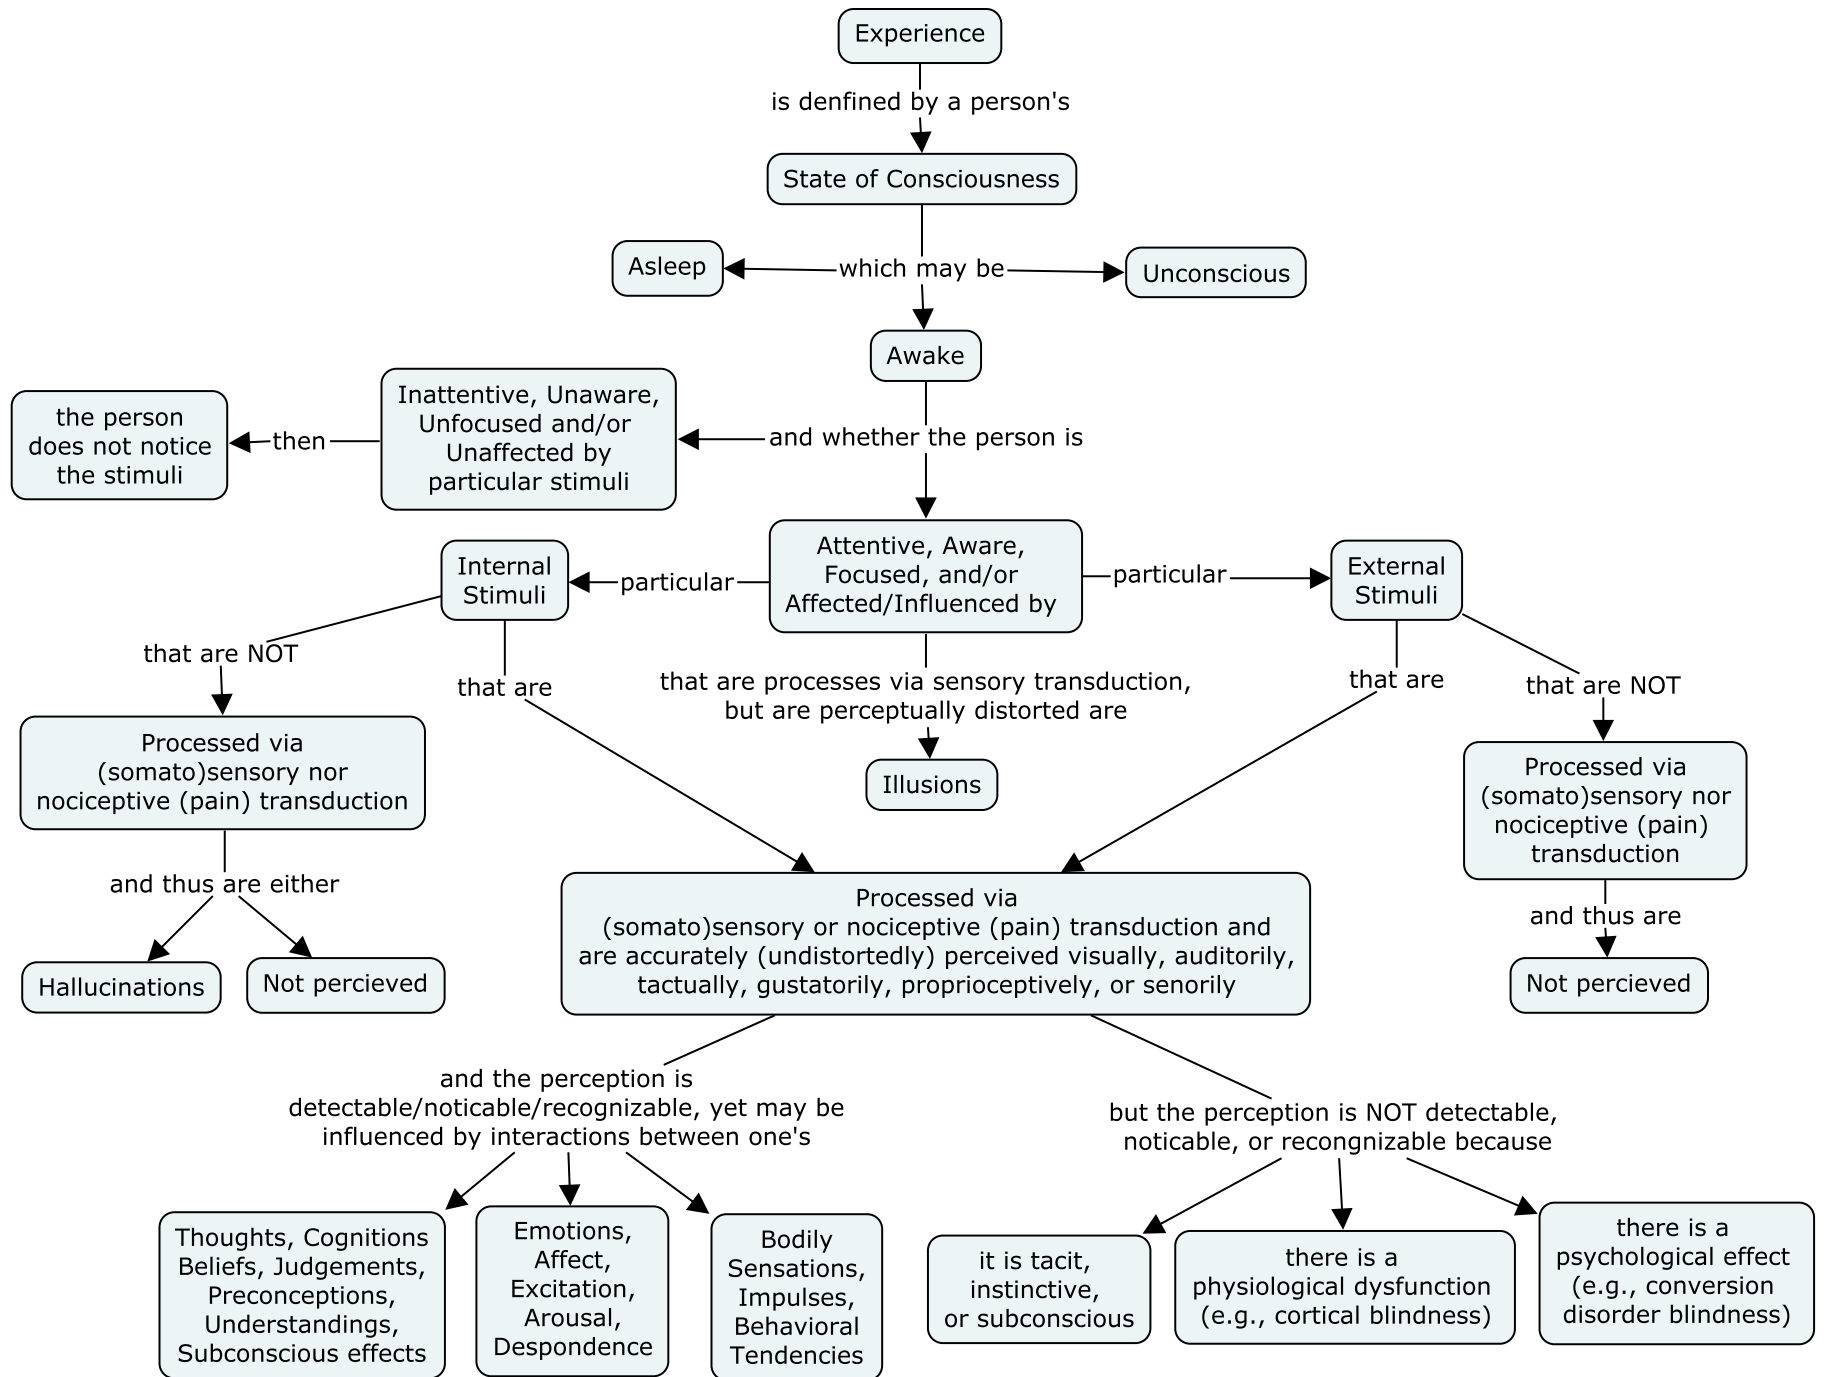 Experience
is denfined by a person's
State of Consciousness
Asleep
which may be
Unconscious
Awake
the person
does not notice
the stimuli
then
Inattentive, Unaware,
Unfocused and/or
Unaffected by
particular stimuli
and whether the person is
Internal
Stimuli
particular
Attentive, Aware,
Focused, and/or
Affected/Influenced by
particular
External
Stimuli
that are NOT
that are
that are processes via sensory transduction,
but are perceptually distorted are
that are
that are NOT
Processed via
(somato)sensory nor
nociceptive (pain) transduction
Illusions
Processed via
(somato)sensory nor
nociceptive (pain)
transduction
and thus are either
Hallucinations
Not percieved
Processed via
(somato)sensory or nociceptive (pain) transduction and
are accurately (undistortedly) perceived visually, auditorily,
tactually, gustatorily, proprioceptively, or senorily
and thus are
Not percieved
and the perception is
detectable/noticable/recognizable, yet may be
influenced by interactions between one's
but the perception is NOT detectable,
noticable, or recongnizable because
Thoughts, Cognitions
Beliefs, Judgements,
Preconceptions,
Understandings,
Subconscious effects
Emotions,
Affect,
Excitation,
Arousal,
Despondence
Bodily
Sensations,
Impulses,
Behavioral
Tendencies
it is tacit,
instinctive,
or subconscious
there is a
physiological dysfunction
(e.g., cortical blindness)
there is a
psychological effect
(e.g., conversion
disorder blindness)